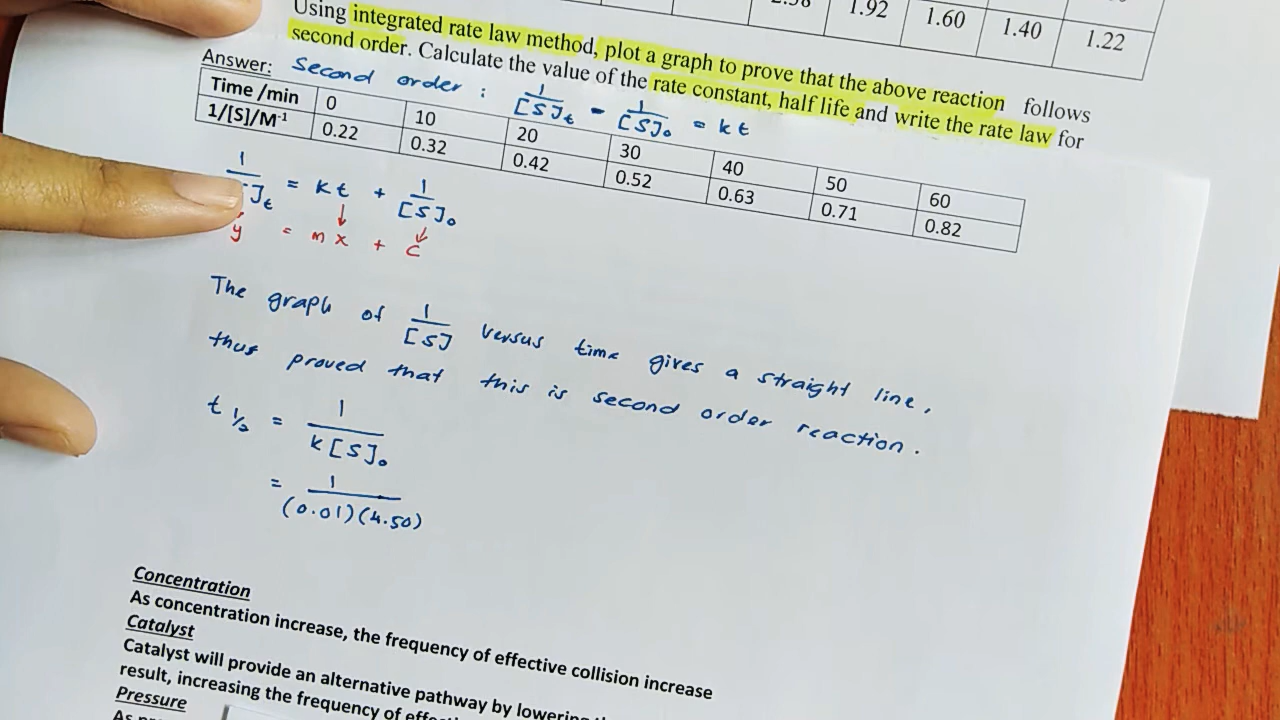 1.92 1.60 1.40 1.22
Using integrated rate law method, plot a graph to prove that the above reaction follows
second order. Calculate the value of the rate constant, half life and write the rate law for
Answer: Second order : 1/[S]t - 1/[S]₀ = kt
Time /min 0 10 20 30 40 50 60
1/[S]/M⁻¹ 0.22 0.32 0.42 0.52 0.63 0.71 0.82
= kt + 1/[S]₀
y = mx + c
The graph of 1/[S] versus time gives a straight line,
thus proved that this is second order reaction.
t 1/2 = 1/k[S]₀
= 1/(0.01)(4.50)
Concentration
As concentration increase, the frequency of effective collision increase
Catalyst
Catalyst will provide an alternative pathway by lowering
result, increasing the frequency of
Pressure